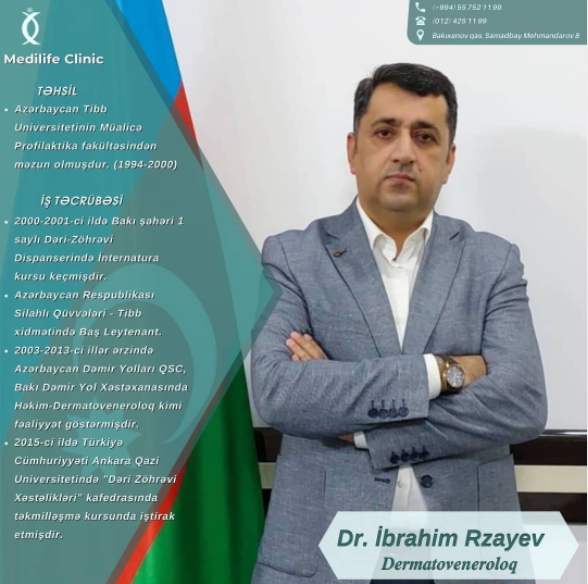 (+994) 55 752 11 99
(012) 425 11 99
Bakıxanov qəs. Səmədbəy Mehmandarov 8
Medilife Clinic
TƏHSİL
Azərbaycan Tibb
Universitetinin Müalicə
Profilaktika fakültəsindən
məzun olmuşdur. (1994-2000)
İŞ TƏCRÜBƏSİ
2000-2001-ci ildə Bakı şəhəri 1
saylı Dəri-Zöhrəvi
Dispanserində İnternatura
kursu keçmişdir.
Azərbaycan Respublikası
Silahlı Qüvvələri - Tibb
xidmətində Baş Leytenant.
2003-2013-ci illər ərzində
Azərbaycan Dəmir Yolları QSC,
Bakı Dəmir Yol Xəstəxanasında
Həkim-Dermatoveneroloq kimi
fəaliyyət göstərmişdir.
2015-ci ildə Türkiyə
Cümhuriyyəti Ankara Qazi
Universitetində "Dəri Zöhrəvi
Xəstəlikləri" kafedrasında
təkmilləşmə kursunda iştirak
etmişdir.
Dr. İbrahim Rzayev
Dermatoveneroloq